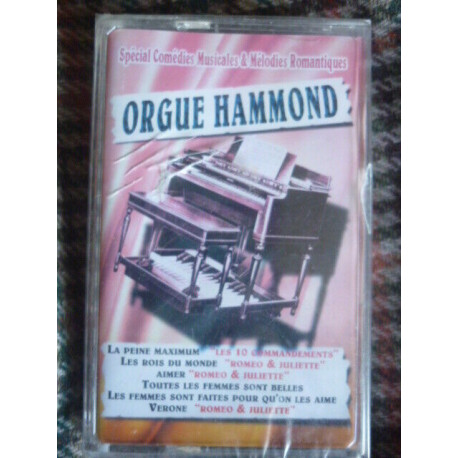 Spécial Comédies Musicales & Mélodies Romantiques
ORGUE HAMMOND
LA PEINE MAXIMUM "LES 10 COMMANDEMENTS"
LES ROIS DU MONDE "ROMEO & JULIETTE"
AIMER "ROMEO & JULIETTE"
TOUTES LES FEMMES SONT BELLES
LES FEMMES SONT FAITES POUR QU'ON LES AIME
VERONE "ROMEO & JULIETTE"